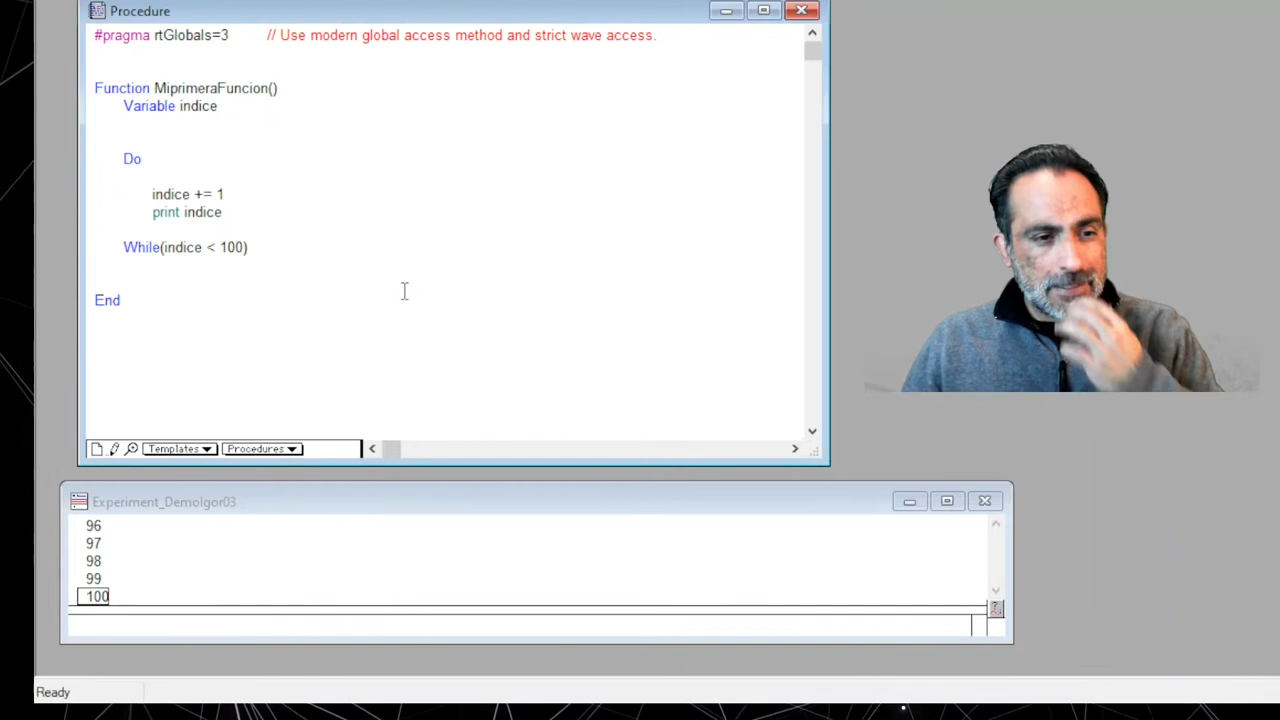 Procedure
#pragma rtGlobals=3 // Use modern global access method and strict wave access.
Function MiprimeraFuncion()
Variable indice
Do
indice += 1
print indice
While(indice < 100)
End
Templates Procedures
Experiment_DemoIgor03
96
97
98
99
100
Ready